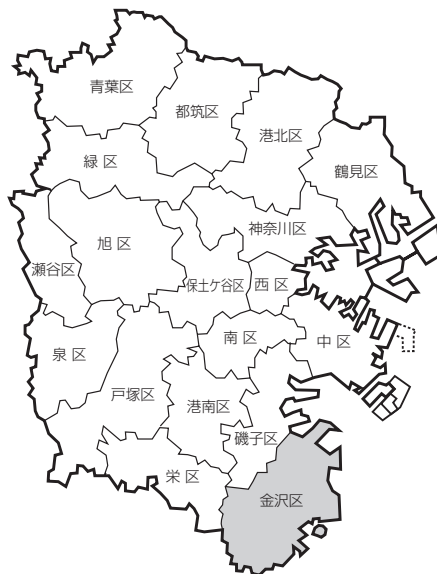 青葉区
都筑区
港北区
緑 区
鶴見区
神奈川区
旭 区
瀬谷区
保土ケ谷区
西 区
南 区
中 区
泉 区
戸塚区
港南区
磯子区
栄 区
金沢区